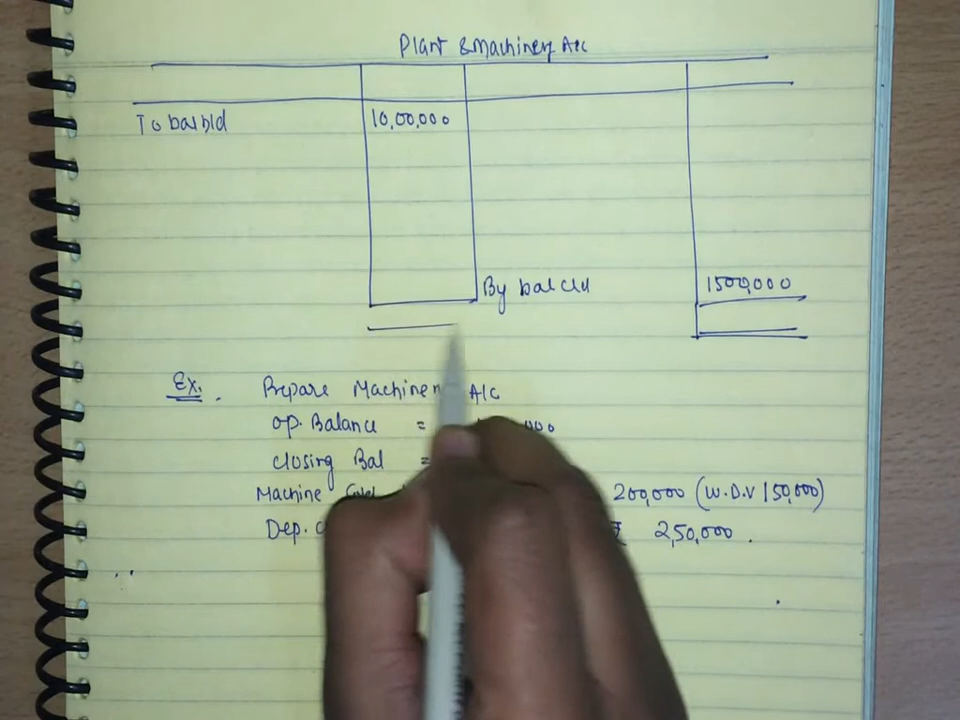 Plant & Machinery A/c
To bal b/d 10,00,000
By bal c/d 1500,000
Ex. Prepare Machinery A/c
op. Balance =
closing Bal =
Machine 200,000 (W.D.V 150,000)
Dep. ₹ 2,50,000.